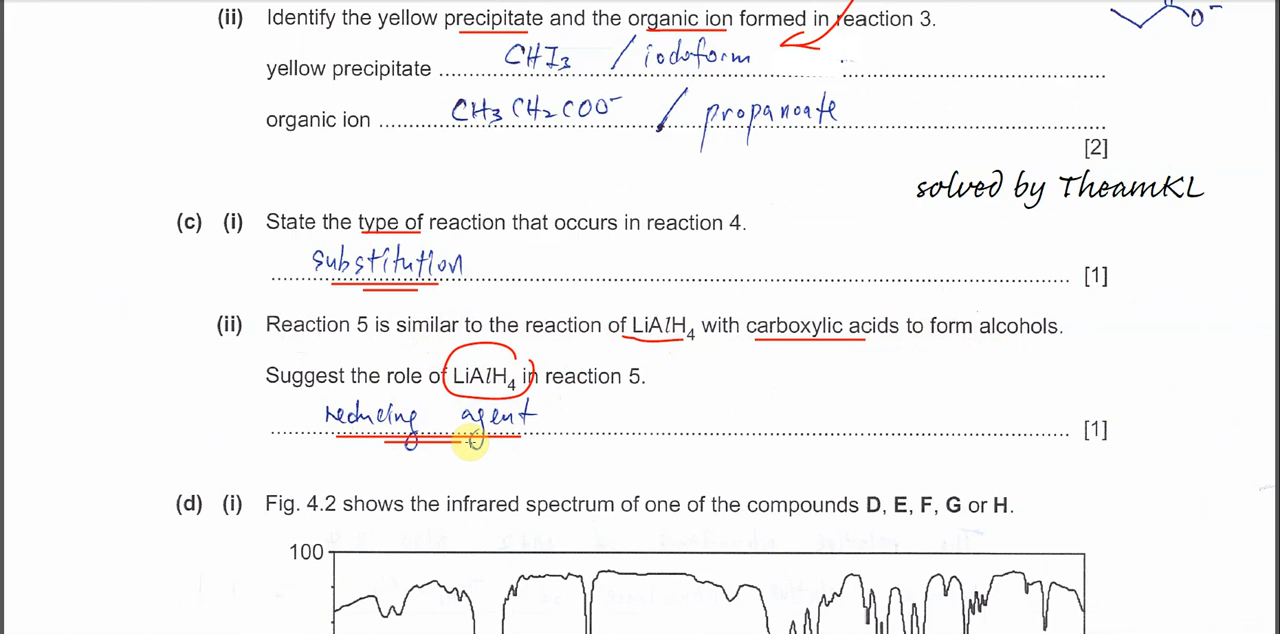 (ii) Identify the yellow precipitate and the organic ion formed in reaction 3.
O⁻
yellow precipitate CHI3 / iodoform
organic ion CH3CH2COO⁻ / propanoate
[2]
solved by TheamKL
(c) (i) State the type of reaction that occurs in reaction 4.
substitution [1]
(ii) Reaction 5 is similar to the reaction of LiAlH4 with carboxylic acids to form alcohols.
Suggest the role of LiAlH4 in reaction 5.
reducing agent [1]
(d) (i) Fig. 4.2 shows the infrared spectrum of one of the compounds D, E, F, G or H.
100